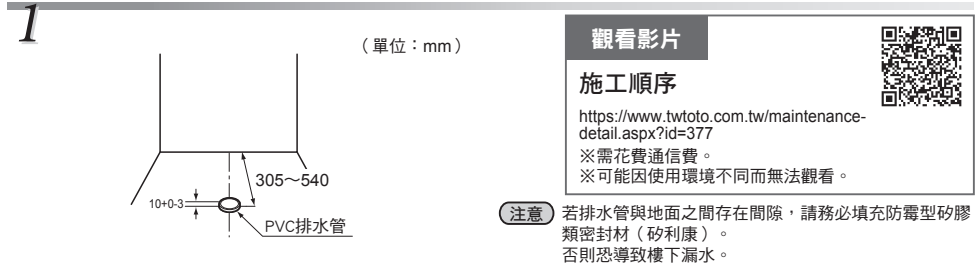 1
（單位：mm）
305～540
10+0-3
PVC排水管
觀看影片
施工順序
https://www.twtoto.com.tw/maintenance-
detail.aspx?id=377
※需花費通信費。
※可能因使用環境不同而無法觀看。
注意 若排水管與地面之間存在間隙，請務必填充防霉型矽膠
類密封材（矽利康）。
否則恐導致樓下漏水。